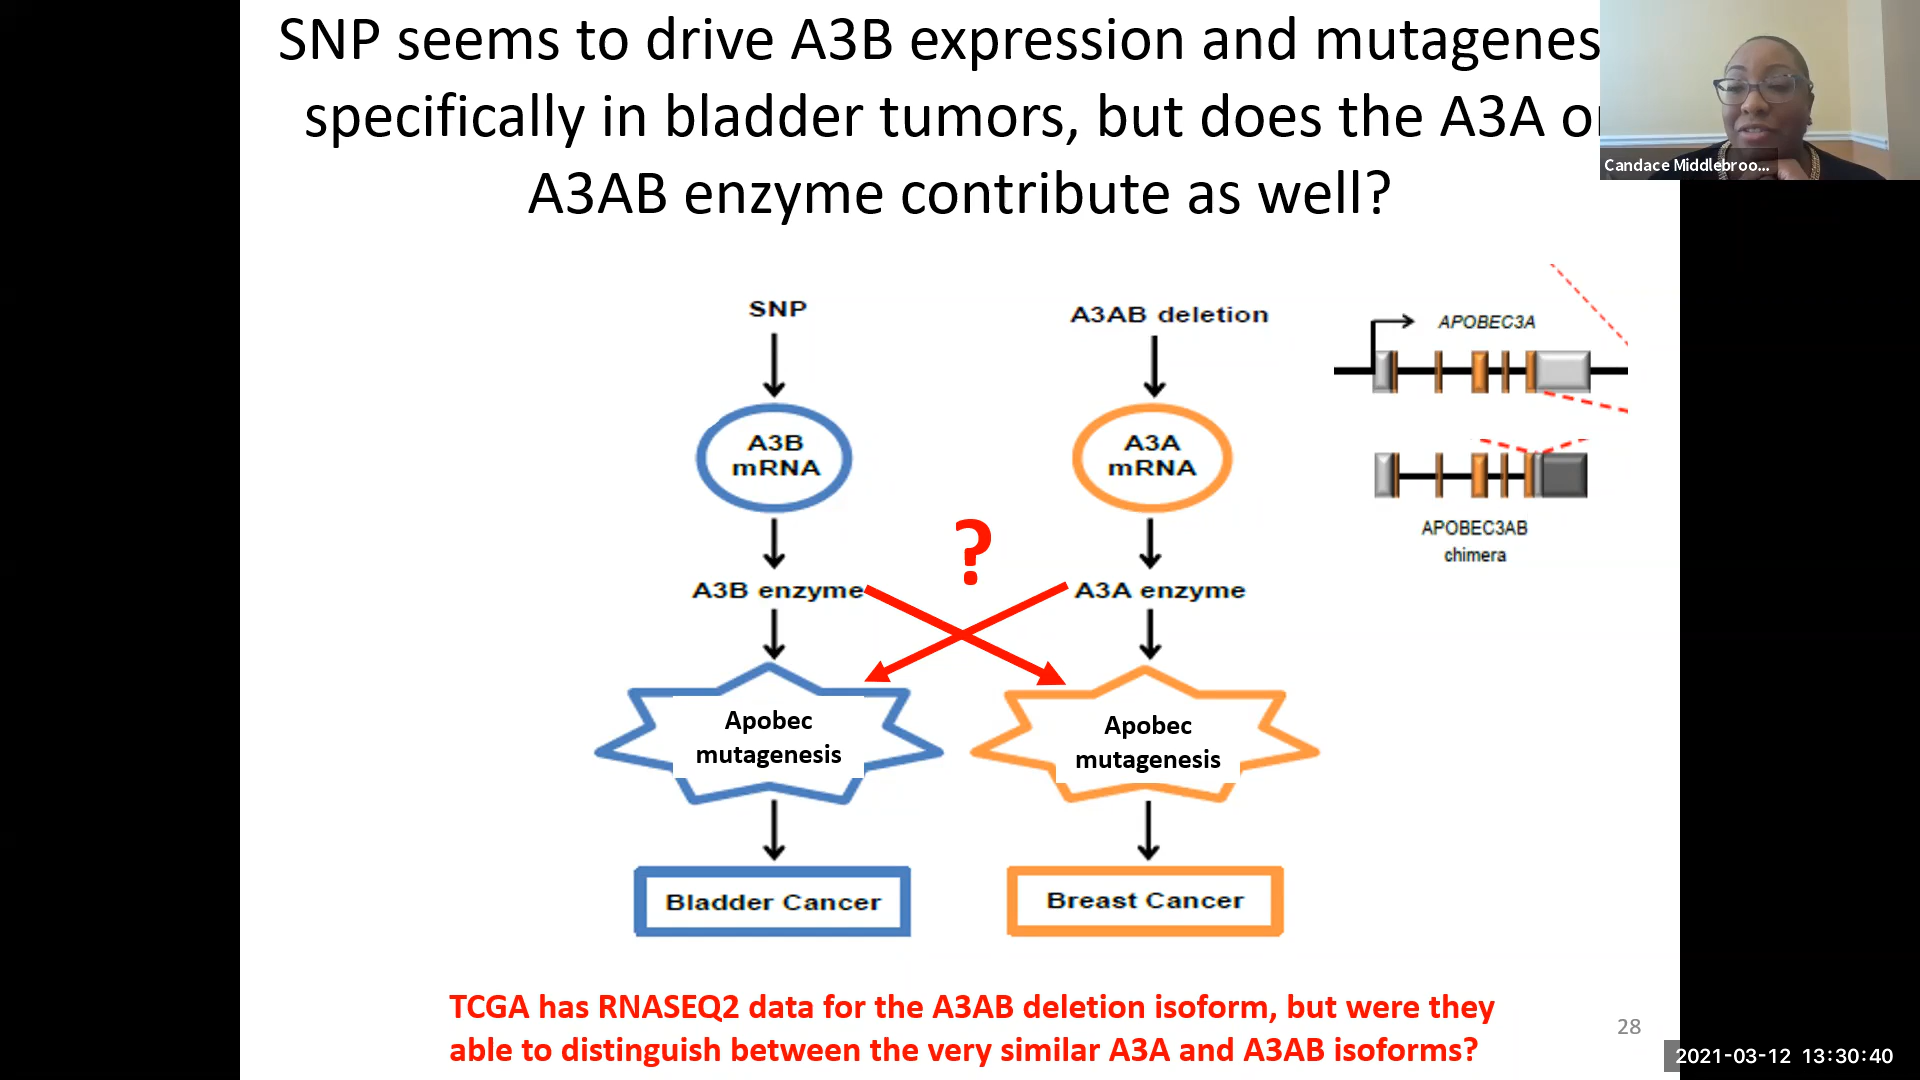 SNP seems to drive A3B expression and mutagenes
specifically in bladder tumors, but does the A3A o
A3AB enzyme contribute as well?
Candace Middlebroo...
SNP
A3AB deletion
APOBEC3A
A3B
mRNA
A3A
mRNA
APOBEC3AB
chimera
?
A3B enzyme
A3A enzyme
Apobec
mutagenesis
Apobec
mutagenesis
Bladder Cancer
Breast Cancer
TCGA has RNASEQ2 data for the A3AB deletion isoform, but were they
able to distinguish between the very similar A3A and A3AB isoforms?
28
2021-03-12 13:30:40